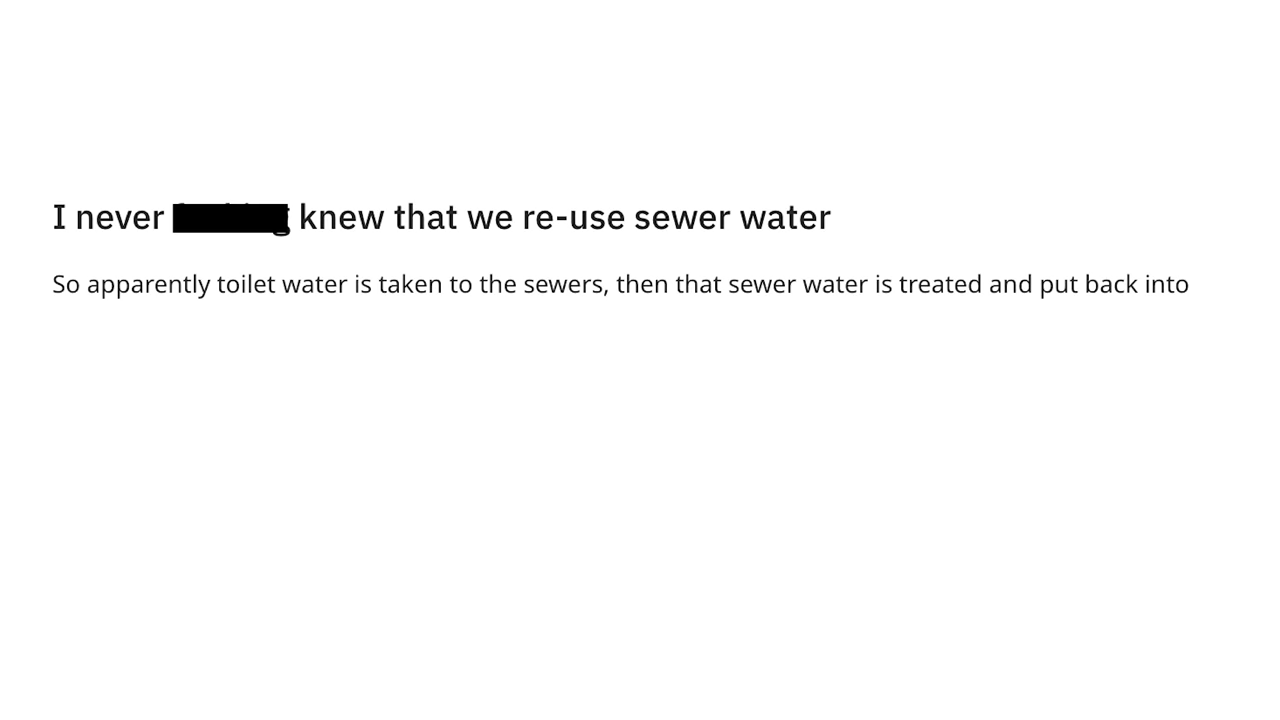 I never knew that we re-use sewer water
So apparently toilet water is taken to the sewers, then that sewer water is treated and put back into